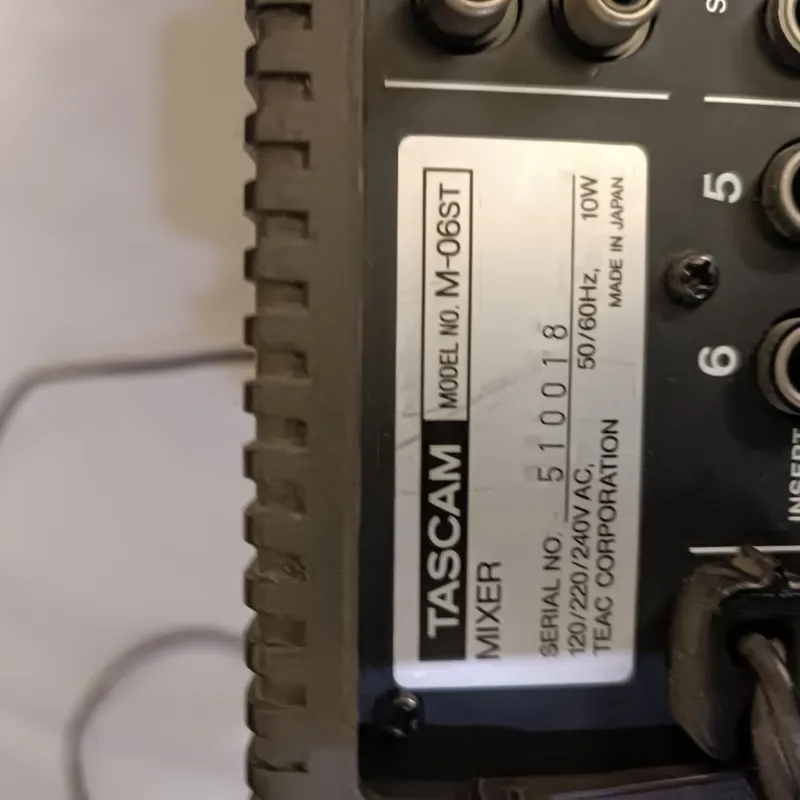 TASCAM MODEL NO. M-06ST
MIXER
SERIAL NO. 510018
120/220/240V AC, 50/60Hz, 10W
TEAC CORPORATION MADE IN JAPAN
5
6
INSERT